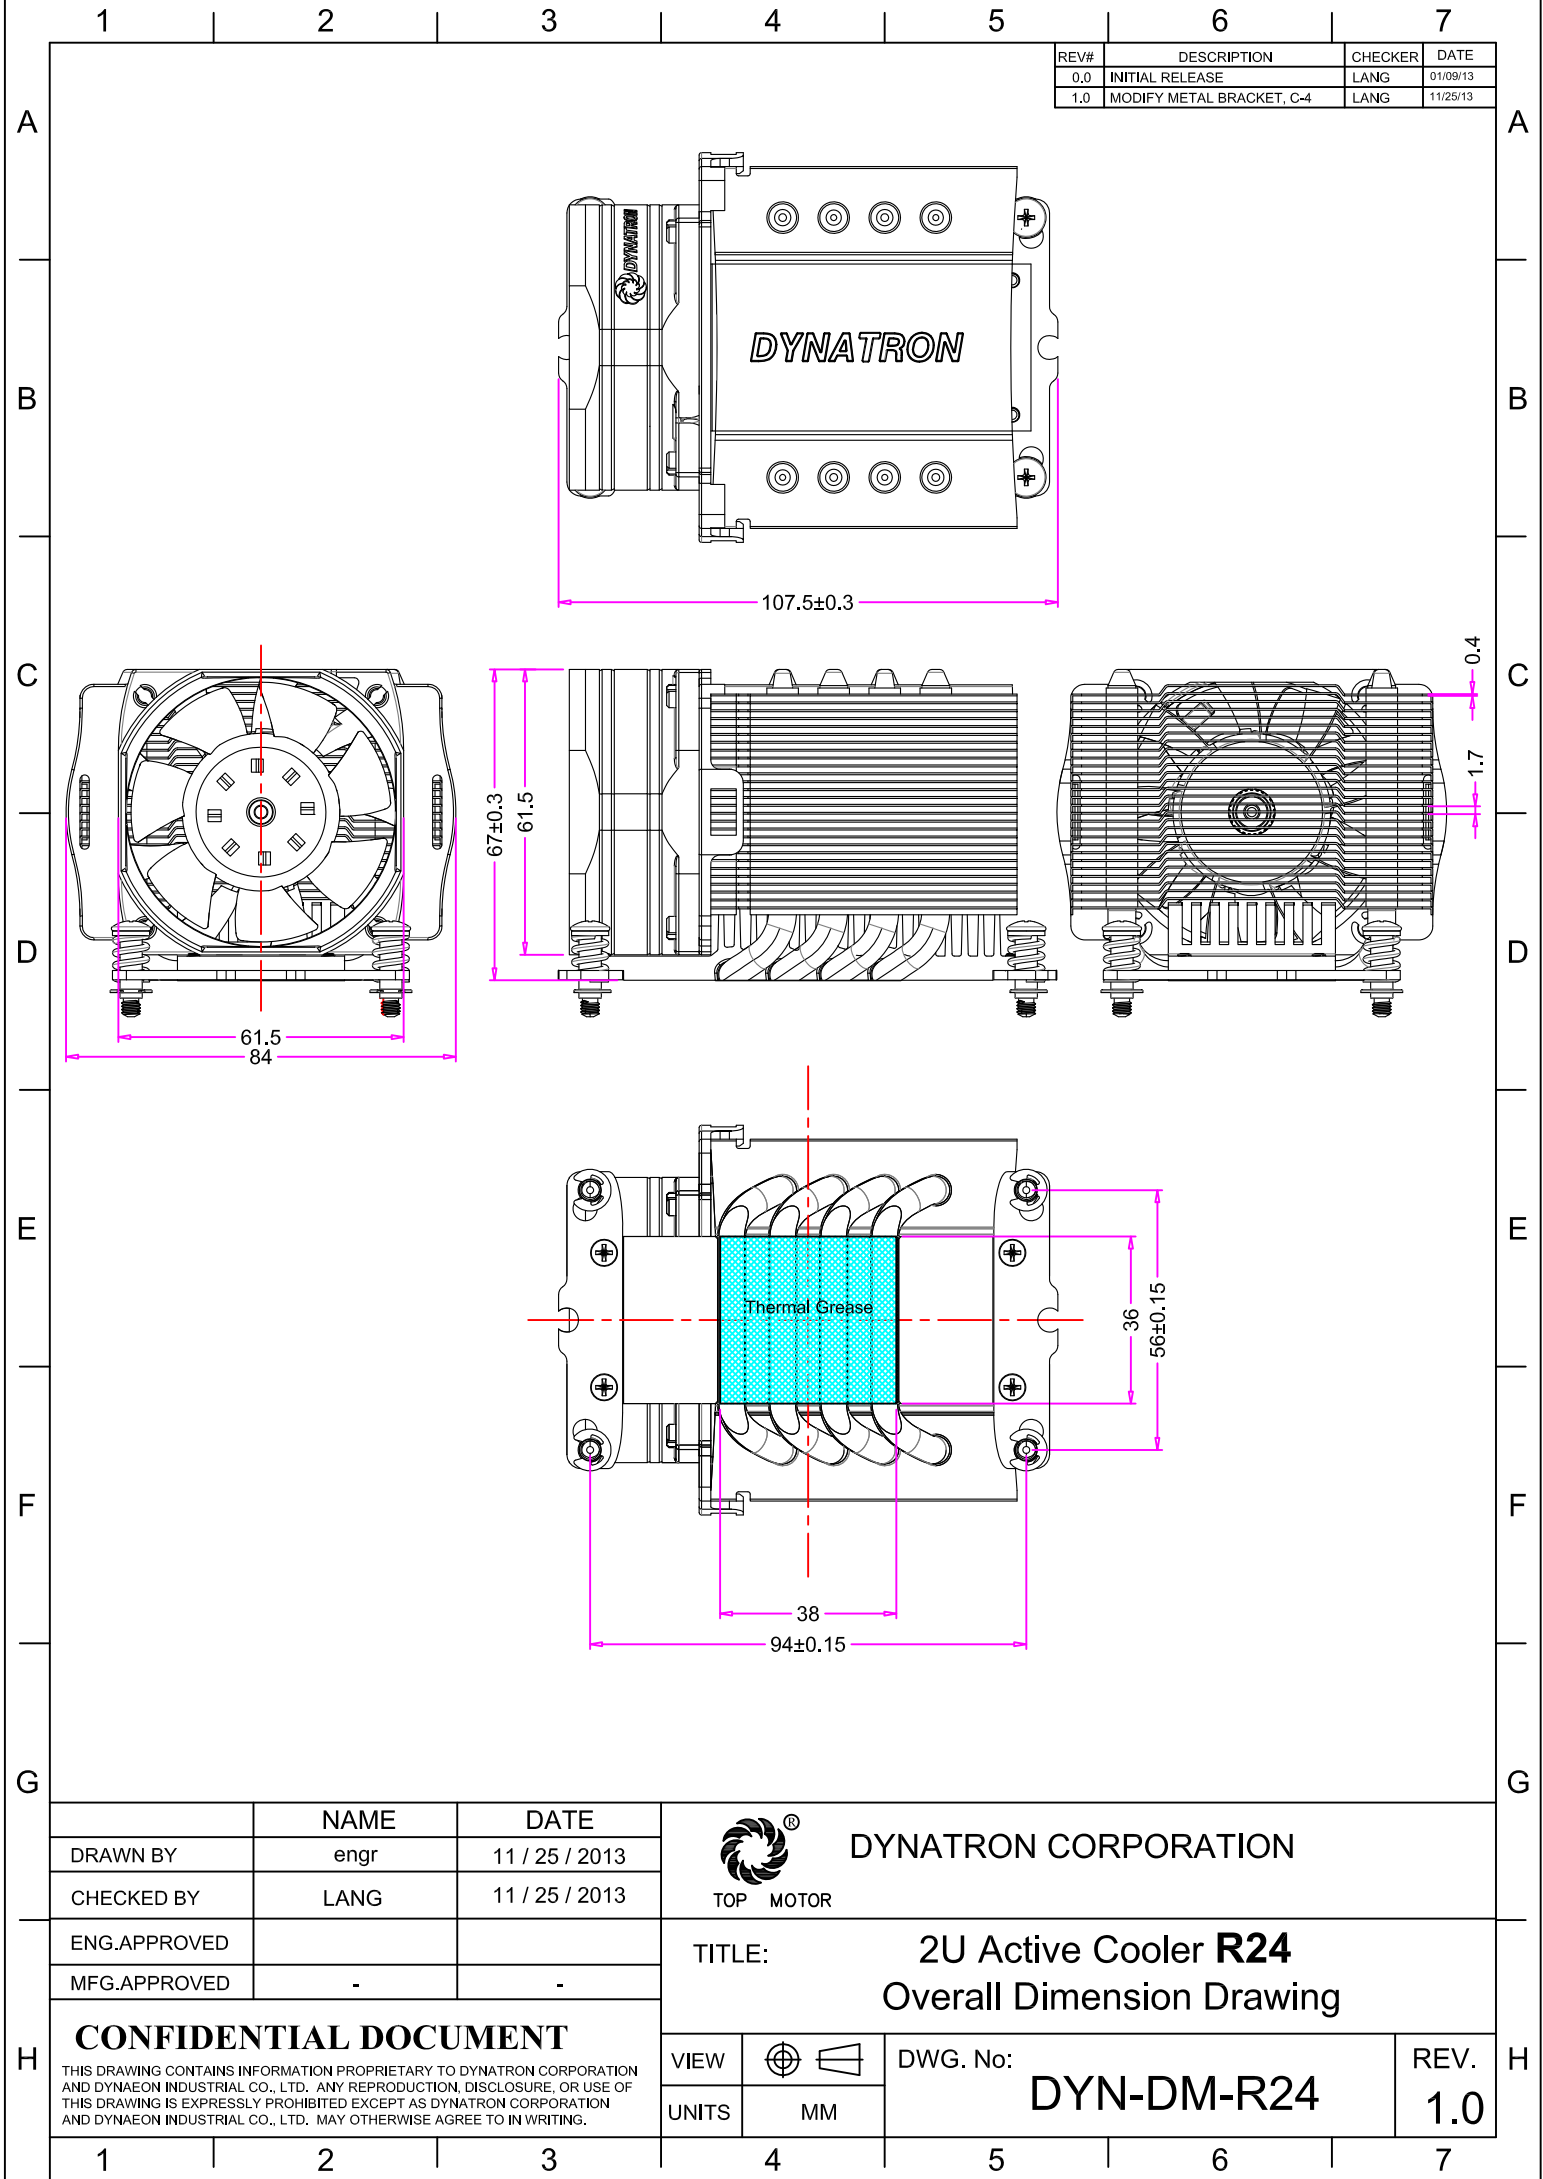 1 2 3 4 5 6 7
REV# DESCRIPTION CHECKER DATE
0.0 INITIAL RELEASE LANG 01/09/13
1.0 MODIFY METAL BRACKET, C-4 LANG 11/25/13
A A
DYNATRON
DYNATRON
B B
107.5±0.3
C C
0.4
1.7
67±0.3
61.5
D D
61.5
84
E E
Thermal Grease
36
56±0.15
F F
38
94±0.15
G G
NAME DATE
DRAWN BY engr 11 / 25 / 2013
CHECKED BY LANG 11 / 25 / 2013
ENG.APPROVED
MFG.APPROVED - -
®
TOP MOTOR
DYNATRON CORPORATION
TITLE: 2U Active Cooler R24
Overall Dimension Drawing
CONFIDENTIAL DOCUMENT
THIS DRAWING CONTAINS INFORMATION PROPRIETARY TO DYNATRON CORPORATION
AND DYNAEON INDUSTRIAL CO., LTD. ANY REPRODUCTION, DISCLOSURE, OR USE OF
THIS DRAWING IS EXPRESSLY PROHIBITED EXCEPT AS DYNATRON CORPORATION
AND DYNAEON INDUSTRIAL CO., LTD. MAY OTHERWISE AGREE TO IN WRITING.
H H
VIEW
UNITS MM
DWG. No:
DYN-DM-R24
REV.
1.0
1 2 3 4 5 6 7